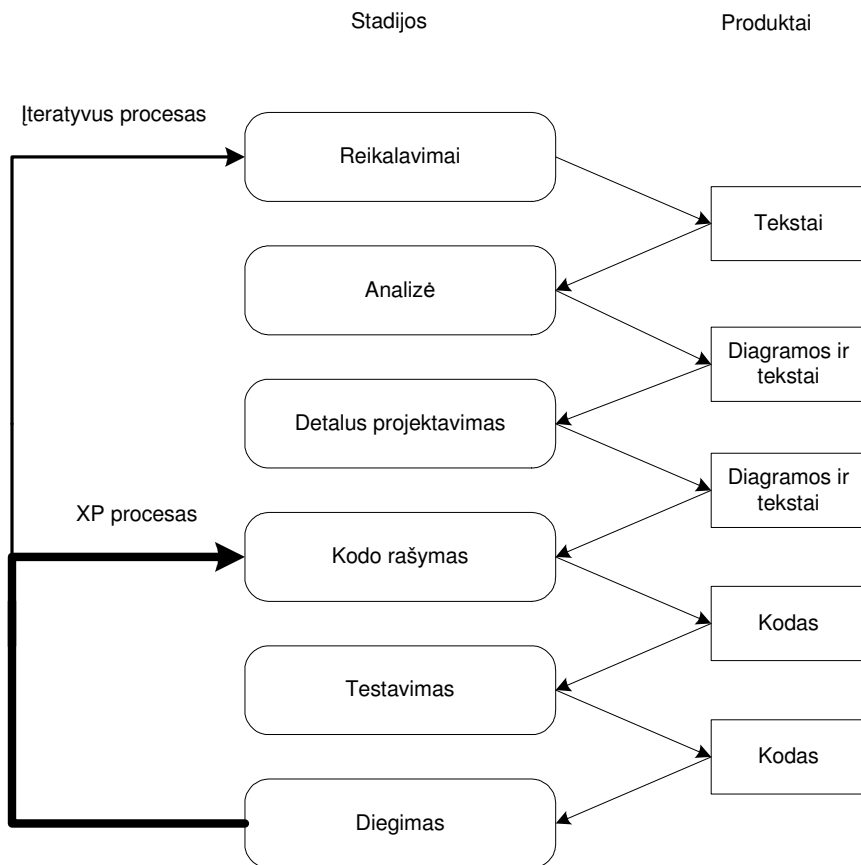 Stadijos
Produktai
Įteratyvus procesas
Reikalavimai
Tekstai
Analizė
Diagramos ir
tekstai
Detalus projektavimas
Diagramos ir
tekstai
XP procesas
Kodo rašymas
Kodas
Testavimas
Kodas
Diegimas